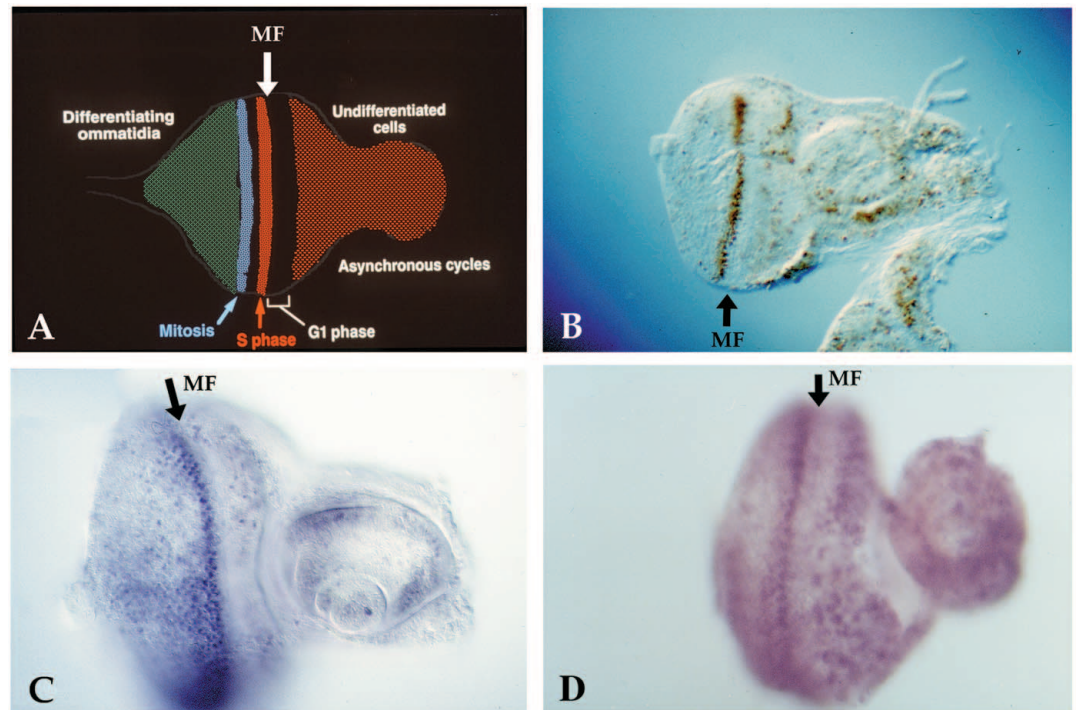 MF
Differentiating
ommatidia
Undifferentiated
cells
Asynchronous cycles
Mitosis
S phase
G1 phase
A
MF
B
MF
C
MF
D